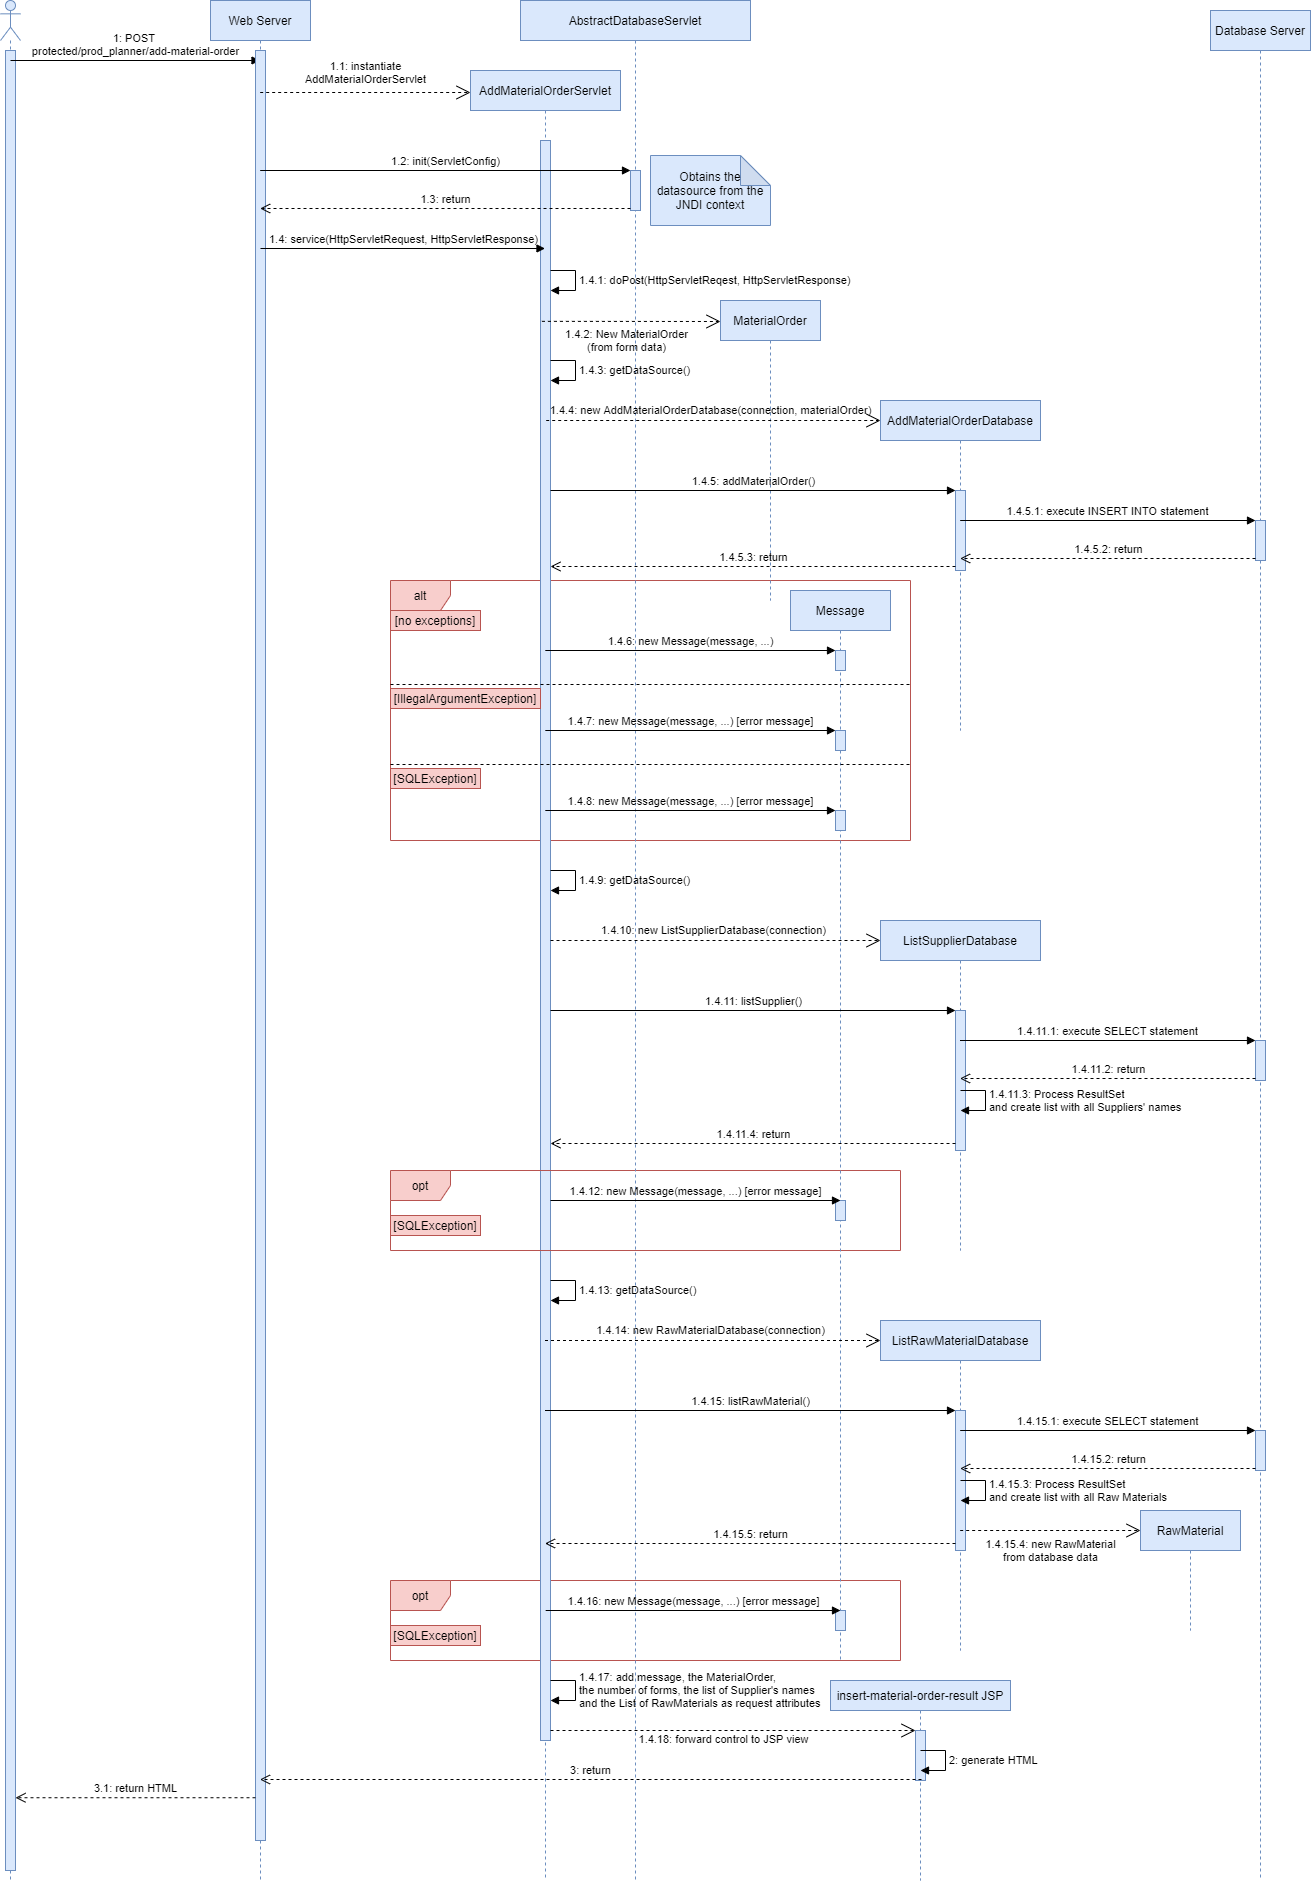 Web Server
AbstractDatabaseServlet
Database Server
1: POST
protected/prod_planner/add-material-order
1.1: instantiate
AddMaterialOrderServlet
AddMaterialOrderServlet
1.2: init(ServletConfig)
Obtains the
datasource from the
JNDI context
1.3: return
1.4: service(HttpServletRequest, HttpServletResponse)
1.4.1: doPost(HttpServletReqest, HttpServletResponse)
MaterialOrder
1.4.2: New MaterialOrder
(from form data)
1.4.3: getDataSource()
1.4.4: new AddMaterialOrderDatabase(connection, materialOrder)
AddMaterialOrderDatabase
1.4.5: addMaterialOrder()
1.4.5.1: execute INSERT INTO statement
1.4.5.2: return
1.4.5.3: return
alt
Message
[no exceptions]
1.4.6: new Message(message, ...)
[IllegalArgumentException]
1.4.7: new Message(message, ...) [error message]
[SQLException]
1.4.8: new Message(message, ...) [error message]
1.4.9: getDataSource()
1.4.10: new ListSupplierDatabase(connection)
ListSupplierDatabase
1.4.11: listSupplier()
1.4.11.1: execute SELECT statement
1.4.11.2: return
1.4.11.3: Process ResultSet
and create list with all Suppliers' names
1.4.11.4: return
opt
1.4.12: new Message(message, ...) [error message]
[SQLException]
1.4.13: getDataSource()
1.4.14: new RawMaterialDatabase(connection)
ListRawMaterialDatabase
1.4.15: listRawMaterial()
1.4.15.1: execute SELECT statement
1.4.15.2: return
1.4.15.3: Process ResultSet
and create list with all Raw Materials
1.4.15.5: return
RawMaterial
1.4.15.4: new RawMaterial
from database data
opt
1.4.16: new Message(message, ...) [error message]
[SQLException]
1.4.17: add message, the MaterialOrder,
the number of forms, the list of Supplier's names
and the List of RawMaterials as request attributes
insert-material-order-result JSP
1.4.18: forward control to JSP view
2: generate HTML
3: return
3.1: return HTML